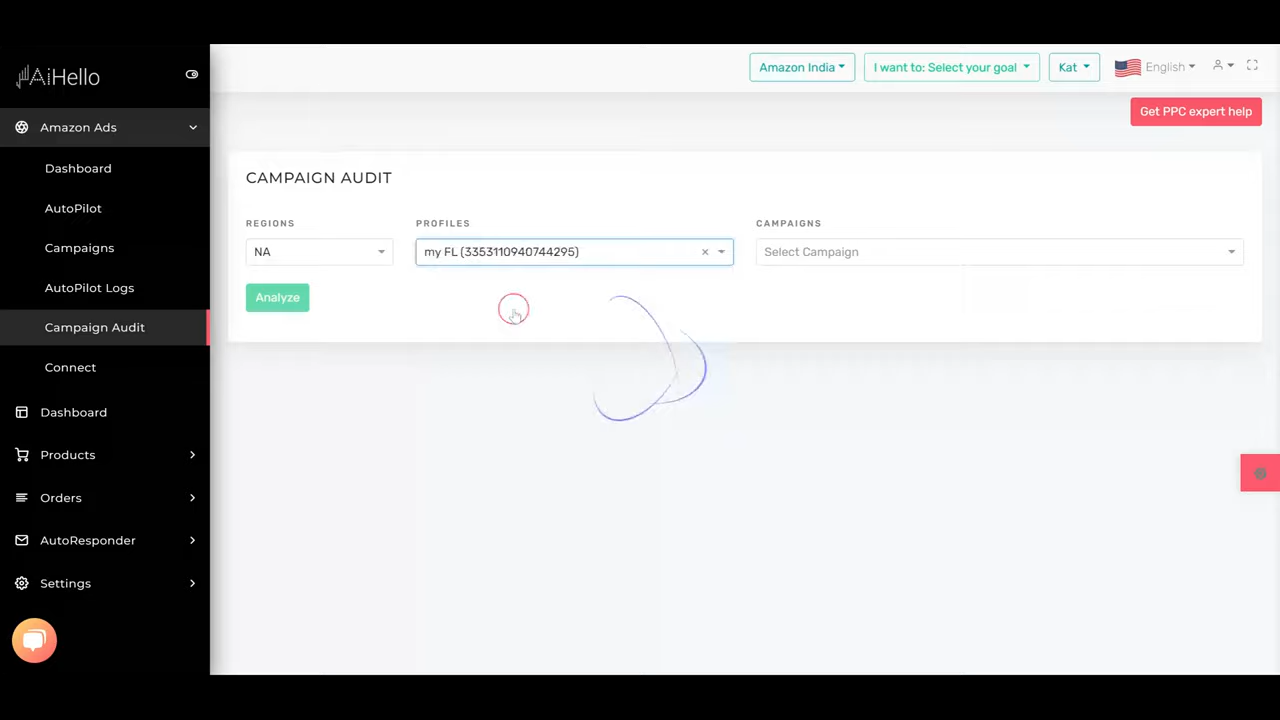 AiHello
Amazon India
I want to: Select your goal
Kat
English
Get PPC expert help
Amazon Ads
Dashboard
AutoPilot
Campaigns
AutoPilot Logs
Campaign Audit
Connect
Dashboard
Products
Orders
AutoResponder
Settings
CAMPAIGN AUDIT
REGIONS
PROFILES
CAMPAIGNS
NA
my FL (3353110940744295)
×
Select Campaign
Analyze